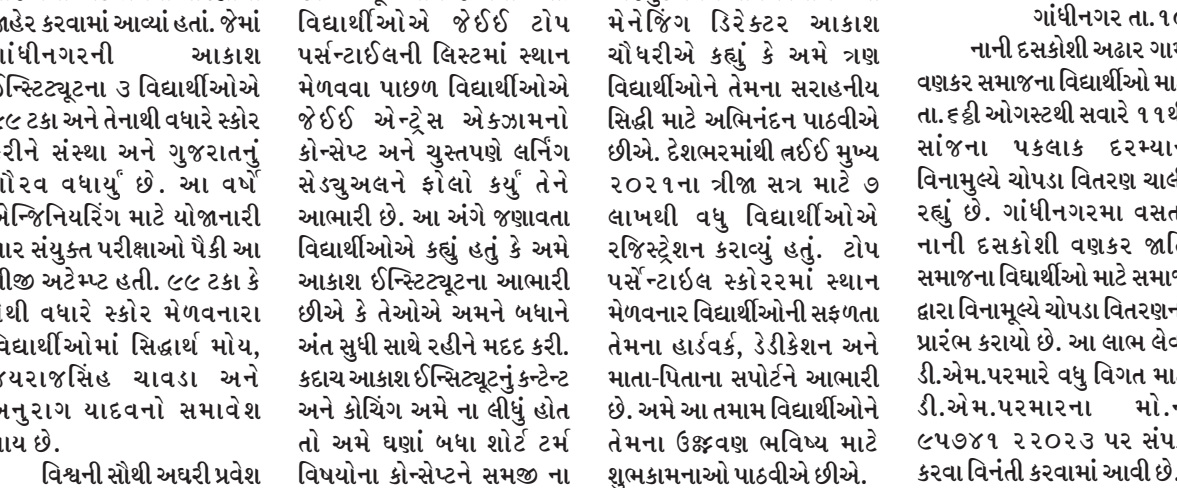 જાહેર કરવામાં આવ્યાં હતાં. જેમાં
ગાંધીનગરની આકાશ
ઈન્સ્ટિટ્યૂટના ૩ વિદ્યાર્થીઓએ
૯૯ ટકા અને તેનાથી વધારે સ્કોર
કરીને સંસ્થા અને ગુજરાતનું
ગૌરવ વધાર્યું છે. આ વર્ષે
એન્જિનિયરિંગ માટે યોજાનારી
ચાર સંયુક્ત પરીક્ષાઓ પૈકી આ
ત્રીજી અટેમ્પ્ટ હતી. ૯૯ ટકા કે
તેથી વધારે સ્કોર મેળવનારા
વિદ્યાર્થીઓમાં સિદ્ધાર્થ મોય,
જયરાજસિંહ ચાવડા અને
અનુરાગ યાદવનો સમાવેશ
થાય છે.
વિશ્વની સૌથી અઘરી પ્રવેશ
વિદ્યાર્થીઓએ જેઈઈ ટોપ
પર્સન્ટાઈલની લિસ્ટમાં સ્થાન
મેળવવા પાછળ વિદ્યાર્થીઓએ
જેઈઈ એન્ટ્રેસ એક્ઝામનો
કોન્સેપ્ટ અને ચુસ્તપણે લર્નિંગ
સેડ્યુઅલને ફોલો કર્યું તેને
આભારી છે. આ અંગે જણાવતા
વિદ્યાર્થીઓએ કહ્યું હતું કે અમે
આકાશ ઈન્સ્ટિટ્યૂટના આભારી
છીએ કે તેઓએ અમને બધાને
અંત સુધી સાથે રહીને મદદ કરી.
કદાચ આકાશ ઈન્સિટ્યૂટનું કન્ટેન્ટ
અને કોચિંગ અમે ના લીધું હોત
તો અમે ઘણાં બધા શોર્ટ ટર્મ
વિષયોના કોન્સેપ્ટને સમજી ના
મેનેજિંગ ડિરેક્ટર આકાશ
ચૌધરીએ કહ્યું કે અમે ત્રણ
વિદ્યાર્થીઓને તેમના સરાહનીય
સિદ્ધી માટે અભિનંદન પાઠવીએ
છીએ. દેશભરમાંથી ત્નઈઈ મુખ્ય
૨૦૨૧ના ત્રીજા સત્ર માટે ૭
લાખથી વધુ વિદ્યાર્થીઓએ
રજિસ્ટ્રેશન કરાવ્યું હતું. ટોપ
પર્સેન્ટાઇલ સ્કોરરમાં સ્થાન
મેળવનાર વિદ્યાર્થીઓની સફળતા
તેમના હાર્ડવર્ક, ડેડીકેશન અને
માતા-પિતાના સપોર્ટને આભારી
છે. અમે આ તમામ વિદ્યાર્થીઓને
તેમના ઉજ્જવણ ભવિષ્ય માટે
શુભકામનાઓ પાઠવીએ છીએ.
ગાંધીનગર તા.૧૦
નાની દસકોશી અઢાર ગામ
વણકર સમાજના વિદ્યાર્થીઓ માટે
તા.૬ઠ્ઠી ઓગસ્ટથી સવારે ૧૧થી
સાંજના ૫કલાક દરમ્યાન
વિનામુલ્યે ચોપડા વિતરણ ચાલી
રહ્યું છે. ગાંધીનગરમા વસતા
નાની દસકોશી વણકર જાતિ
સમાજના વિઘાર્થીઓ માટે સમાજ
દ્વારા વિનામૂલ્યે ચોપડા વિતરણનો
પ્રારંભ કરાયો છે. આ લાભ લેવા
ડી.એમ.પરમારે વધુ વિગત માટે
ડી.એમ.પરમારના મો.નં
૯૫૭૪૧ ૨૨૦૨૩ પર સંપર્ક
કરવા વિનંતી કરવામાં આવી છે.